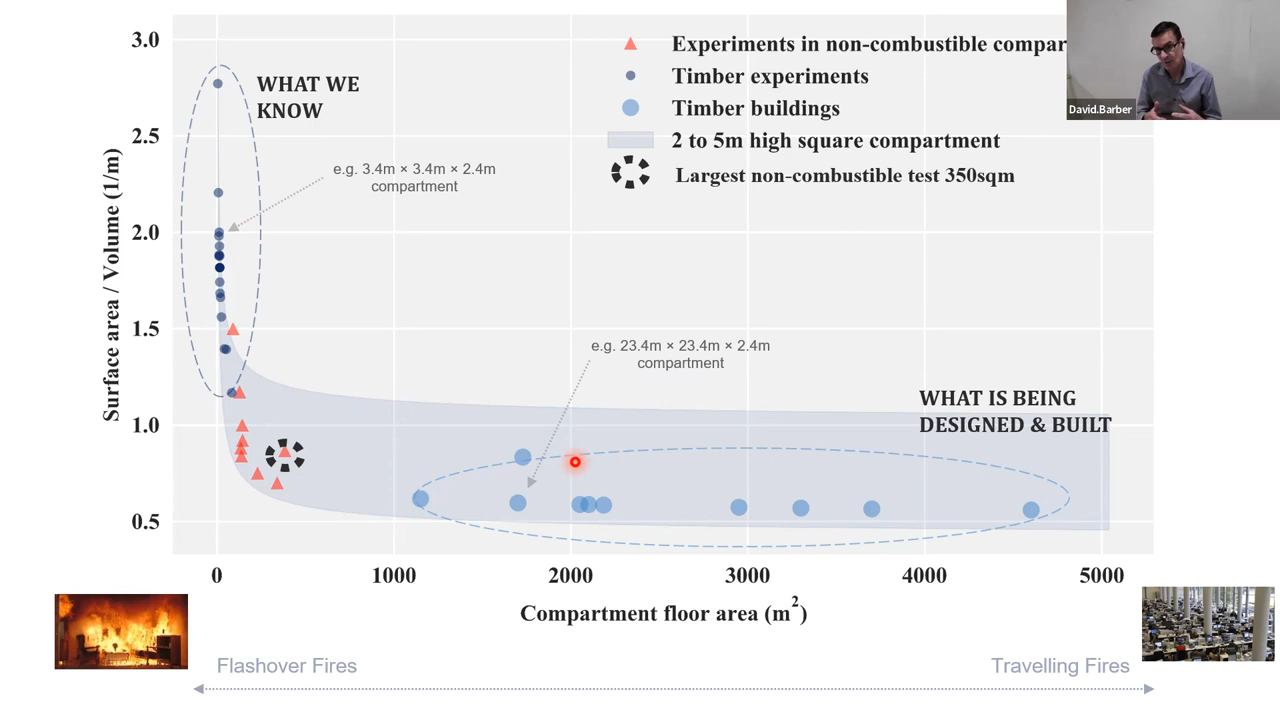 3.0
2.5
2.0
1.5
1.0
0.5
Surface area / Volume (1/m)
WHAT WE
KNOW
e.g. 3.4m × 3.4m × 2.4m
compartment
Experiments in non-combustible compar
Timber experiments
Timber buildings
2 to 5m high square compartment
Largest non-combustible test 350sqm
David.Barber
e.g. 23.4m × 23.4m × 2.4m
compartment
WHAT IS BEING
DESIGNED & BUILT
0 1000 2000 3000 4000 5000
Compartment floor area (m²)
Flashover Fires
Travelling Fires